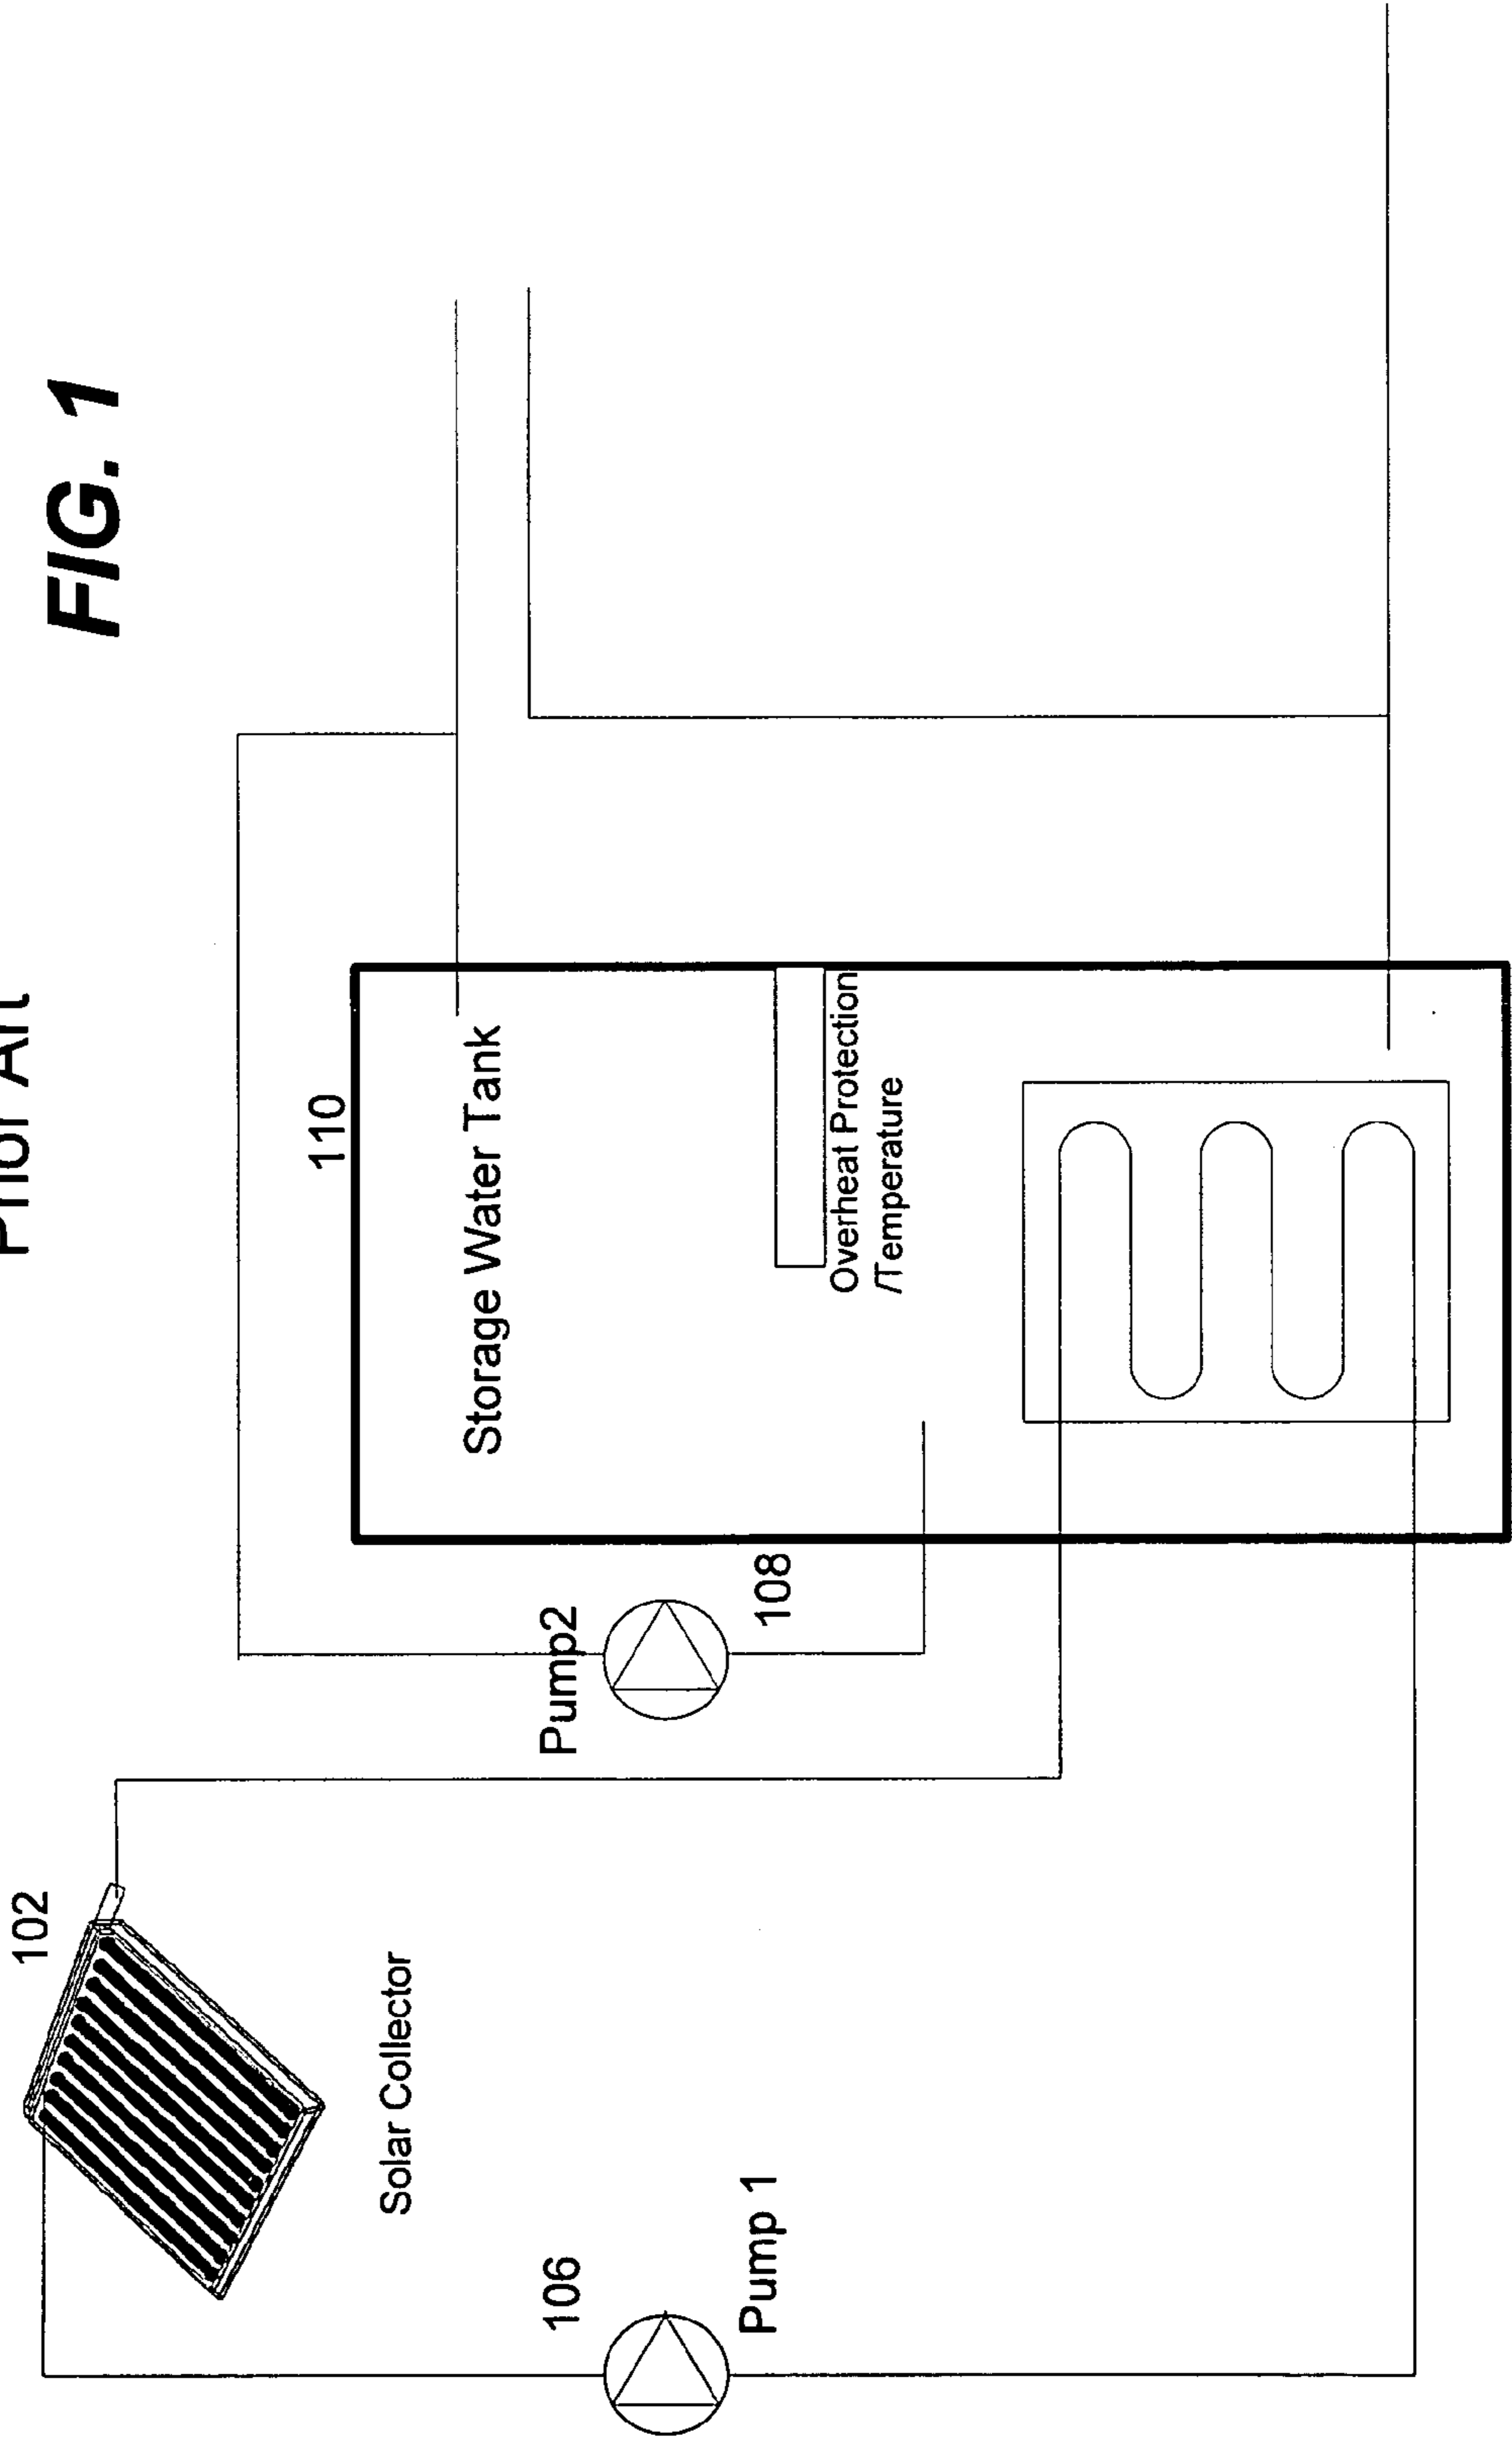 Prior Art
FIG. 1
102
Solar Collector
106
Pump 1
Pump2
108
110
Storage Water Tank
Overheat Protection
/Temperature